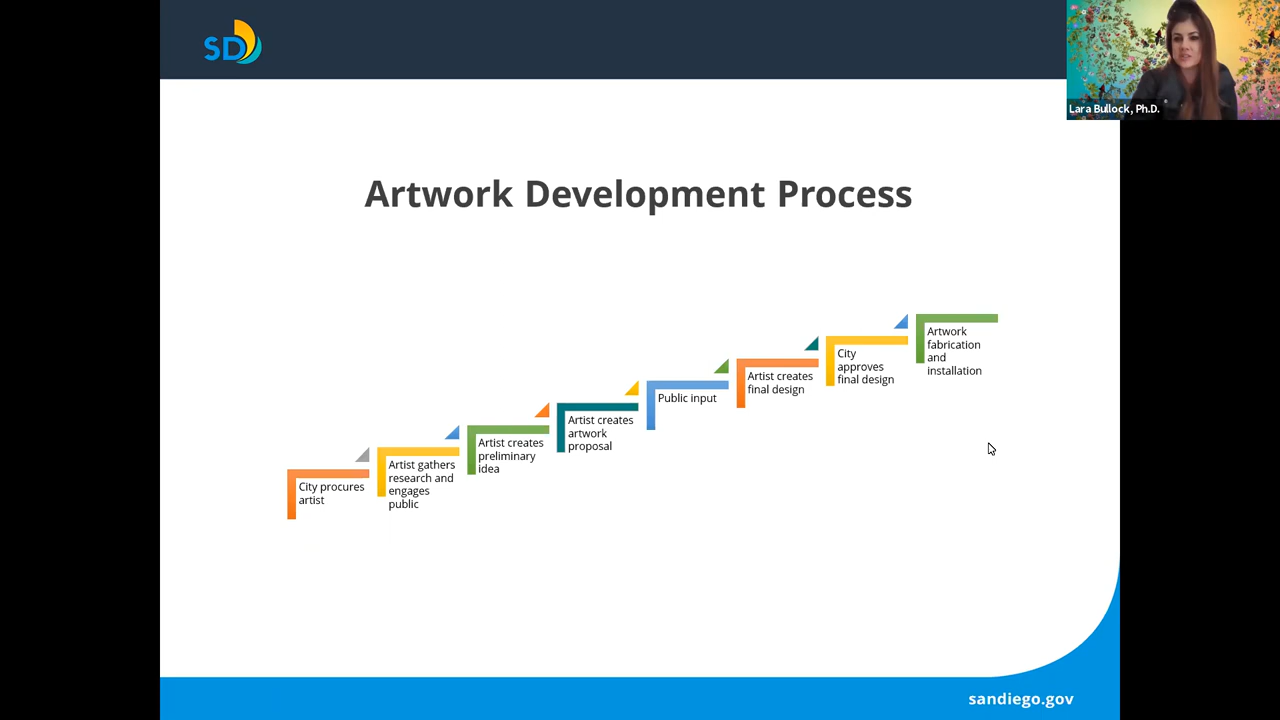 SD
Lara Bullock, Ph.D.
Artwork Development Process
City procures
artist
Artist gathers
research and
engages
public
Artist creates
preliminary
idea
Artist creates
artwork
proposal
Public input
Artist creates
final design
City
approves
final design
Artwork
fabrication
and
installation
sandiego.gov